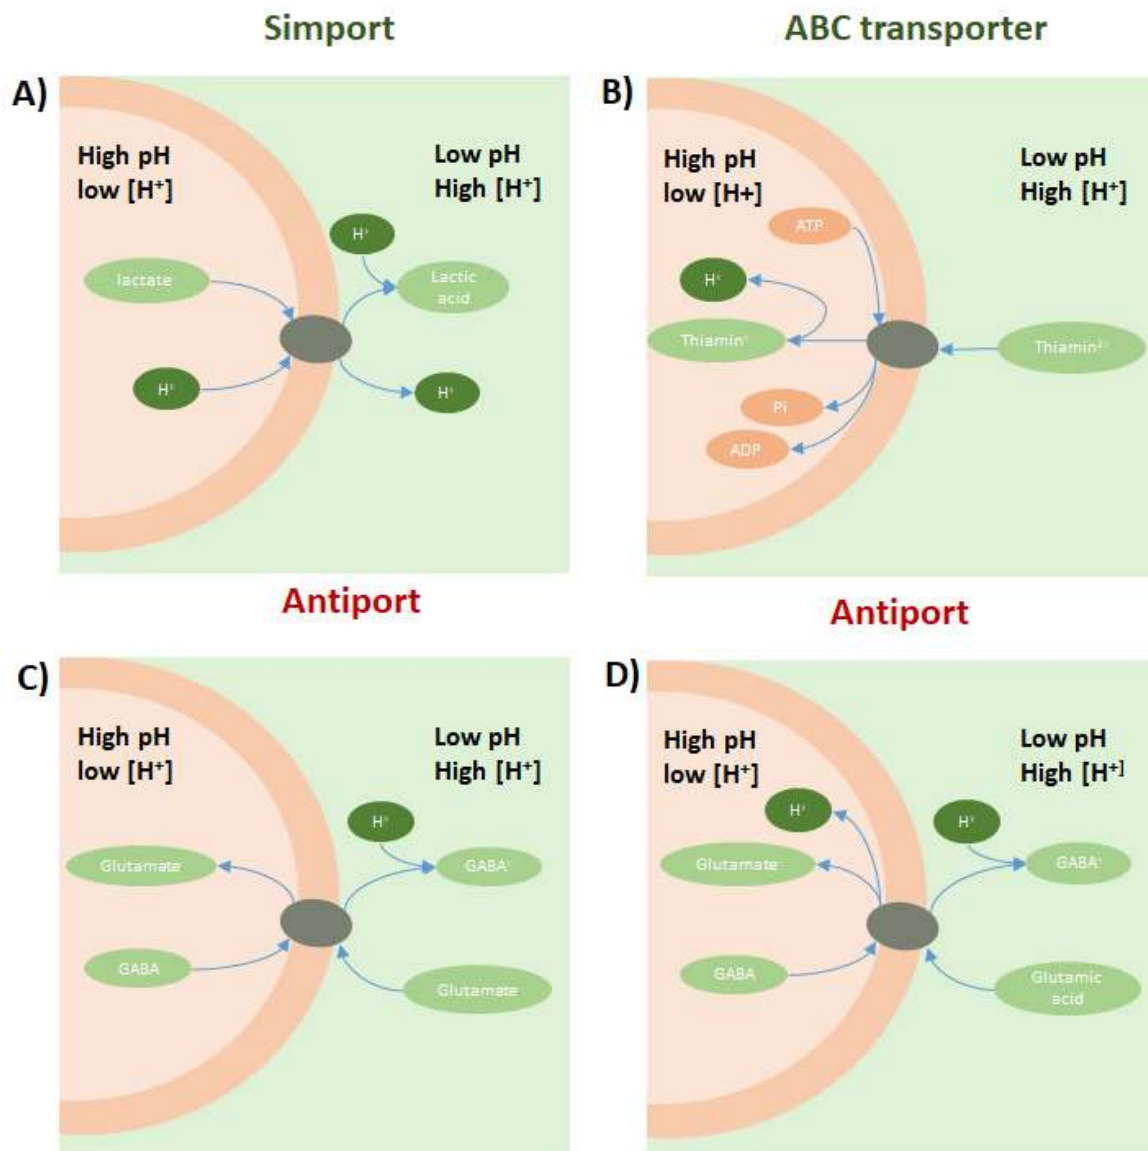 Simport
ABC transporter
A)
High pH
low [H⁺]
Low pH
High [H⁺]
H⁺
lactate
Lactic
acid
H⁺
H⁺
B)
High pH
low [H+]
Low pH
High [H⁺]
ATP
H⁺
Thiamin⁺
Thiamin²⁺
Pi
ADP
Antiport
Antiport
C)
High pH
low [H⁺]
Low pH
High [H⁺]
H⁺
Glutamate
GABA⁺
GABA
Glutamate
D)
High pH
low [H⁺]
Low pH
High [H⁺]
H⁺
H⁺
Glutamate
GABA⁺
GABA
Glutamic
acid